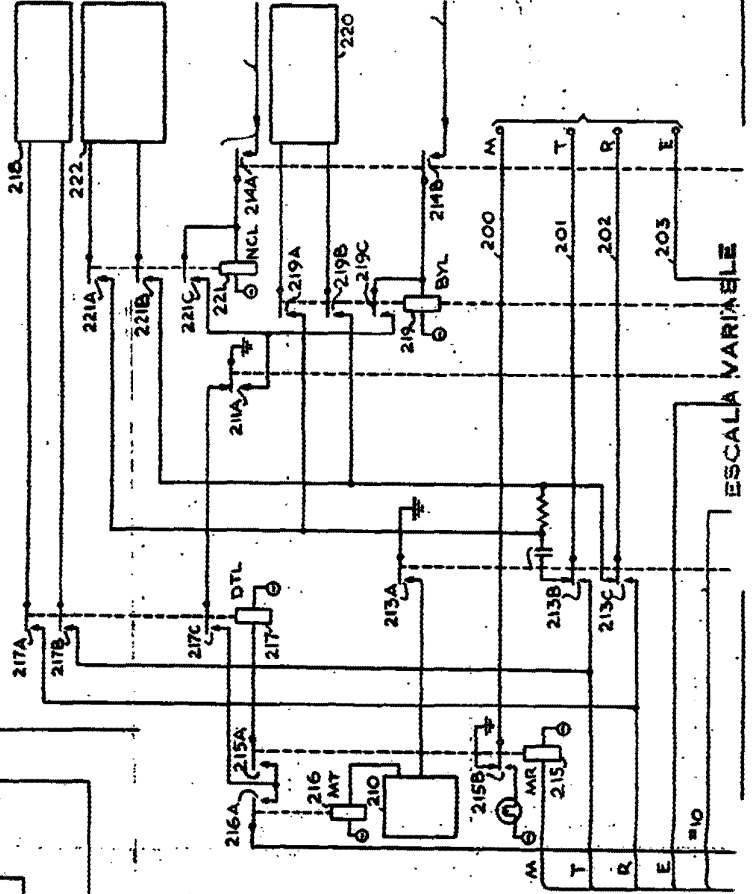 218
222
220
214A
214B
221A
221B
221C
221
NCL
219A
219B
219C
219
BYL
M
T
R
E
200
201
202
203
211A
217A
217B
217C
217
DTL
213A
213B
213C
215A
216A
216
MT
210
215B
MR
215
M
T
R
E
=10
ESCALA VARIABLE